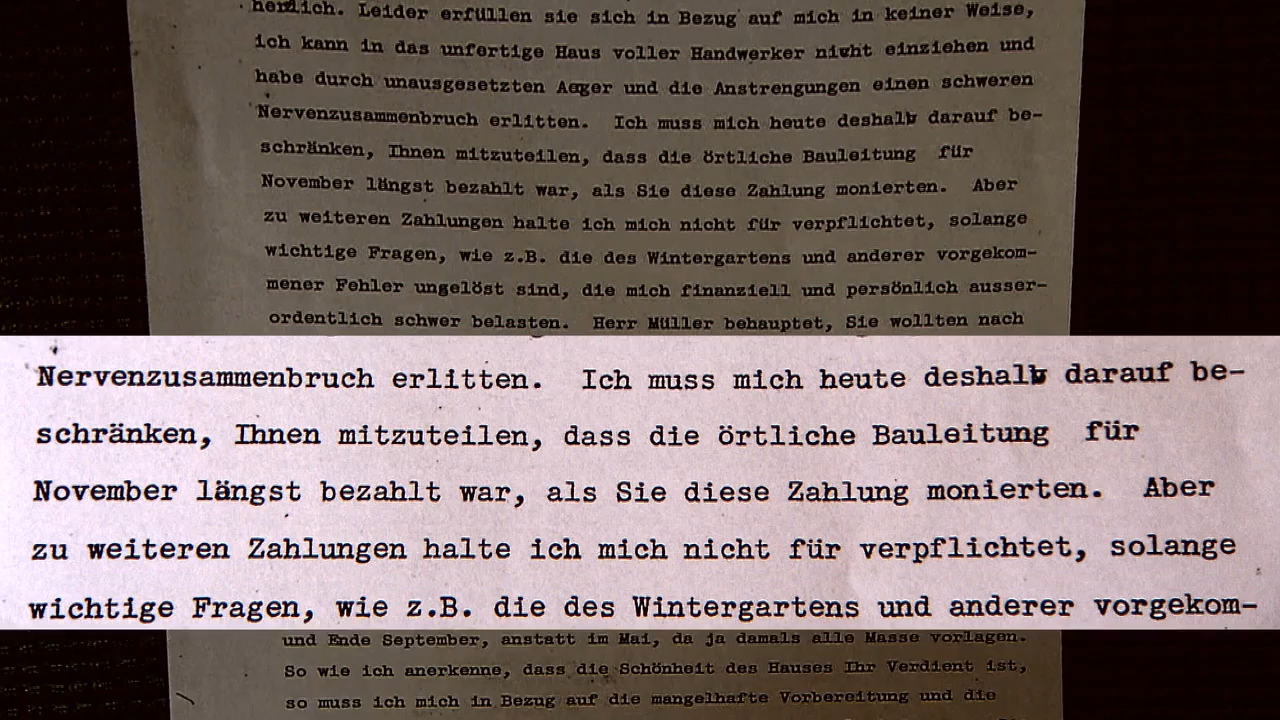 herzlich. Leider erfüllen sie sich in Bezug auf mich in keiner Weise,
ich kann in das unfertige Haus voller Handwerker nicht einziehen und
habe durch unausgesetzten Aerger und die Anstrengungen einen schweren
Nervenzusammenbruch erlitten. Ich muss mich heute deshalb darauf be-
schränken, Ihnen mitzuteilen, dass die örtliche Bauleitung für
November längst bezahlt war, als Sie diese Zahlung monierten. Aber
zu weiteren Zahlungen halte ich mich nicht für verpflichtet, solange
wichtige Fragen, wie z.B. die des Wintergartens und anderer vorgekom-
mener Fehler ungelöst sind, die mich finanziell und persönlich ausser-
ordentlich schwer belasten. Herr Müller behauptet, Sie wollten nach
Nervenzusammenbruch erlitten. Ich muss mich heute deshalb darauf be-
schränken, Ihnen mitzuteilen, dass die örtliche Bauleitung für
November längst bezahlt war, als Sie diese Zahlung monierten. Aber
zu weiteren Zahlungen halte ich mich nicht für verpflichtet, solange
wichtige Fragen, wie z.B. die des Wintergartens und anderer vorgekom-
und Ende September, anstatt im Mai, da ja damals alle Masse vorlagen.
So wie ich anerkenne, dass die Schönheit des Hauses Ihr Verdient ist,
so muss ich mich in Bezug auf die mangelhafte Vorbereitung und die